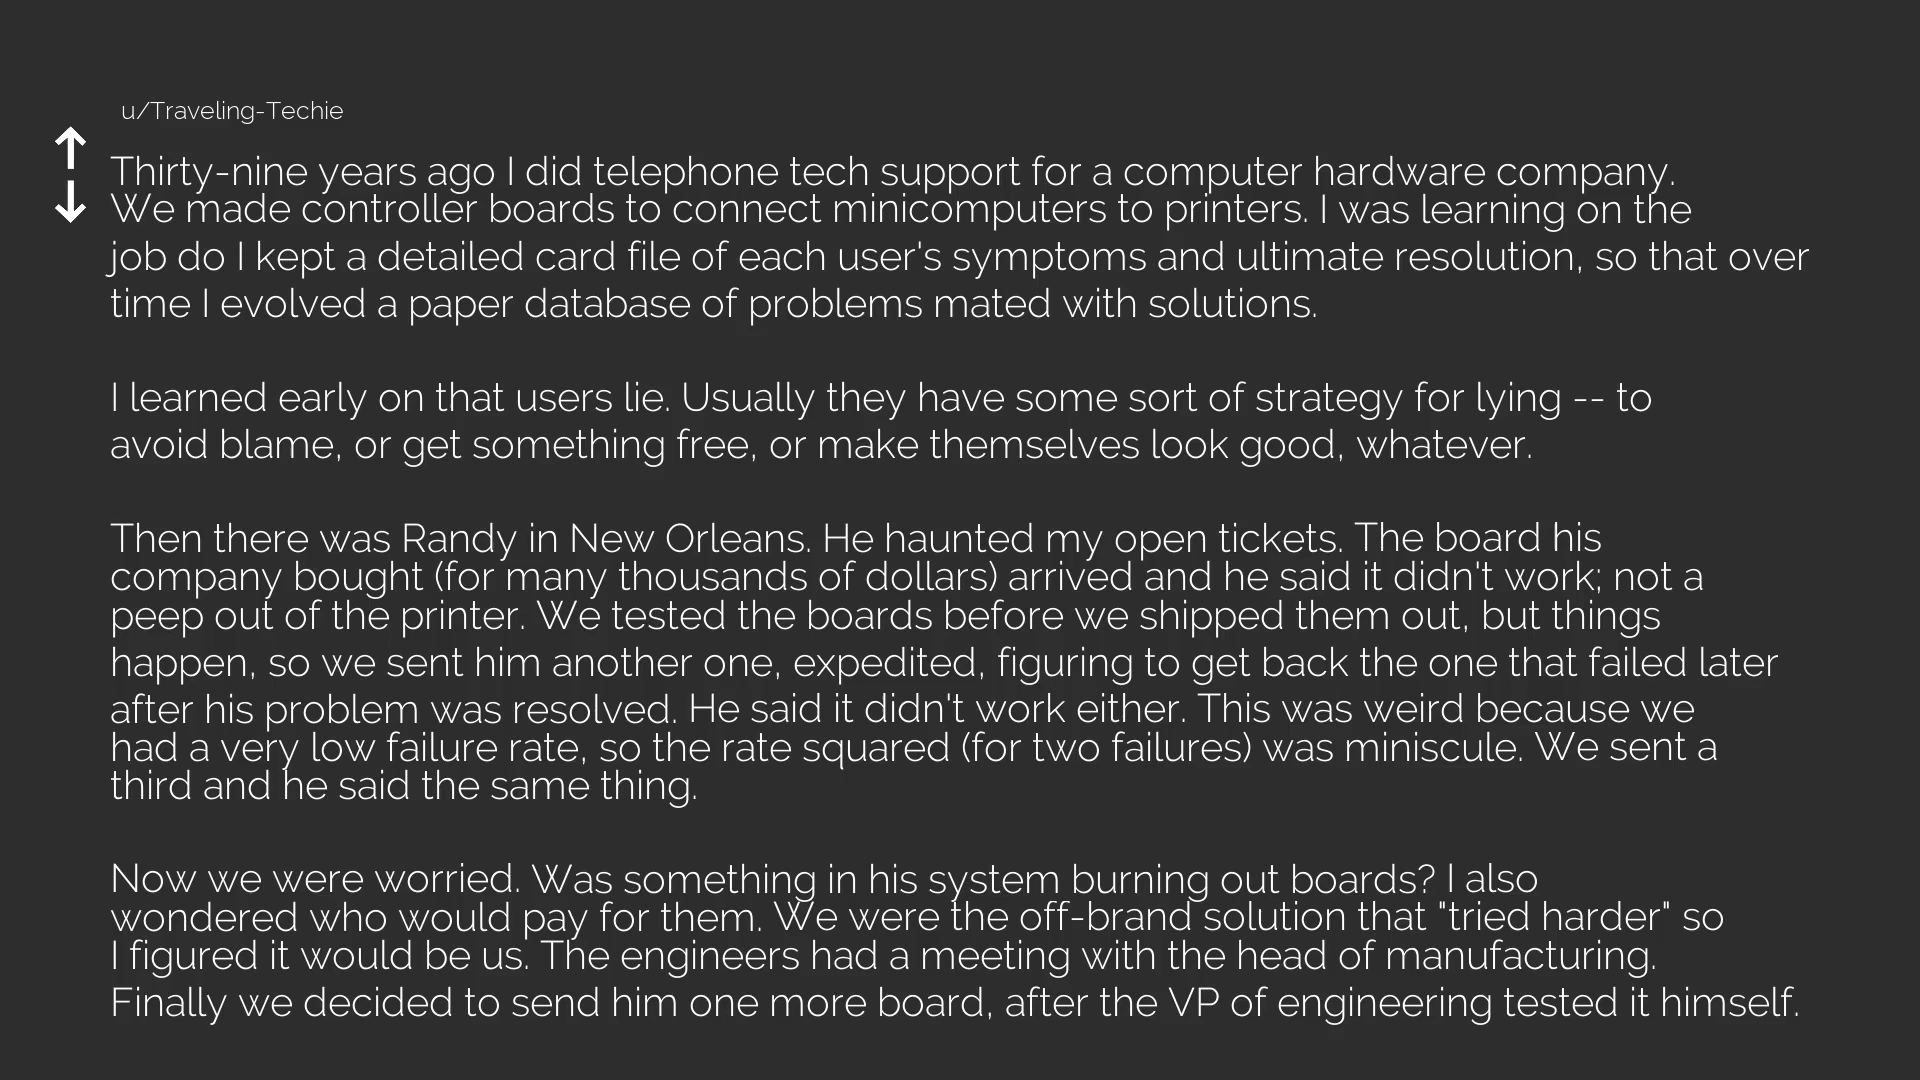 u/Traveling-Techie
Thirty-nine years ago I did telephone tech support for a computer hardware company.
We made controller boards to connect minicomputers to printers. I was learning on the
job do I kept a detailed card file of each user's symptoms and ultimate resolution, so that over
time I evolved a paper database of problems mated with solutions.
I learned early on that users lie. Usually they have some sort of strategy for lying -- to
avoid blame, or get something free, or make themselves look good, whatever.
Then there was Randy in New Orleans. He haunted my open tickets. The board his
company bought (for many thousands of dollars) arrived and he said it didn't work; not a
peep out of the printer. We tested the boards before we shipped them out, but things
happen, so we sent him another one, expedited, figuring to get back the one that failed later
after his problem was resolved. He said it didn't work either. This was weird because we
had a very low failure rate, so the rate squared (for two failures) was miniscule. We sent a
third and he said the same thing.
Now we were worried. Was something in his system burning out boards? I also
wondered who would pay for them. We were the off-brand solution that "tried harder" so
I figured it would be us. The engineers had a meeting with the head of manufacturing.
Finally we decided to send him one more board, after the VP of engineering tested it himself.